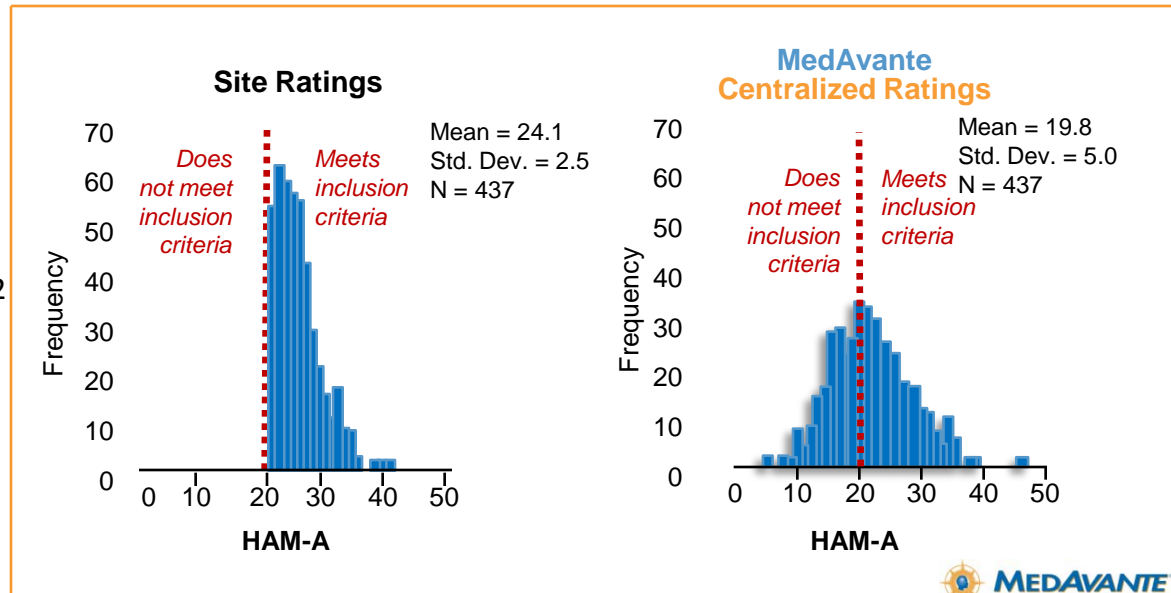 Site Ratings
Mean = 24.1
Std. Dev. = 2.5
N = 437
Does
not meet
inclusion
criteria
Meets
inclusion
criteria
Frequency
70
60
50
40
30
20
10
0
0 10 20 30 40 50
HAM-A
2
MedAvante
Centralized Ratings
Mean = 19.8
Std. Dev. = 5.0
N = 437
Does
not meet
inclusion
criteria
Meets
inclusion
criteria
Frequency
70
60
50
40
30
20
10
0
0 10 20 30 40 50
HAM-A
MEDAVANTE